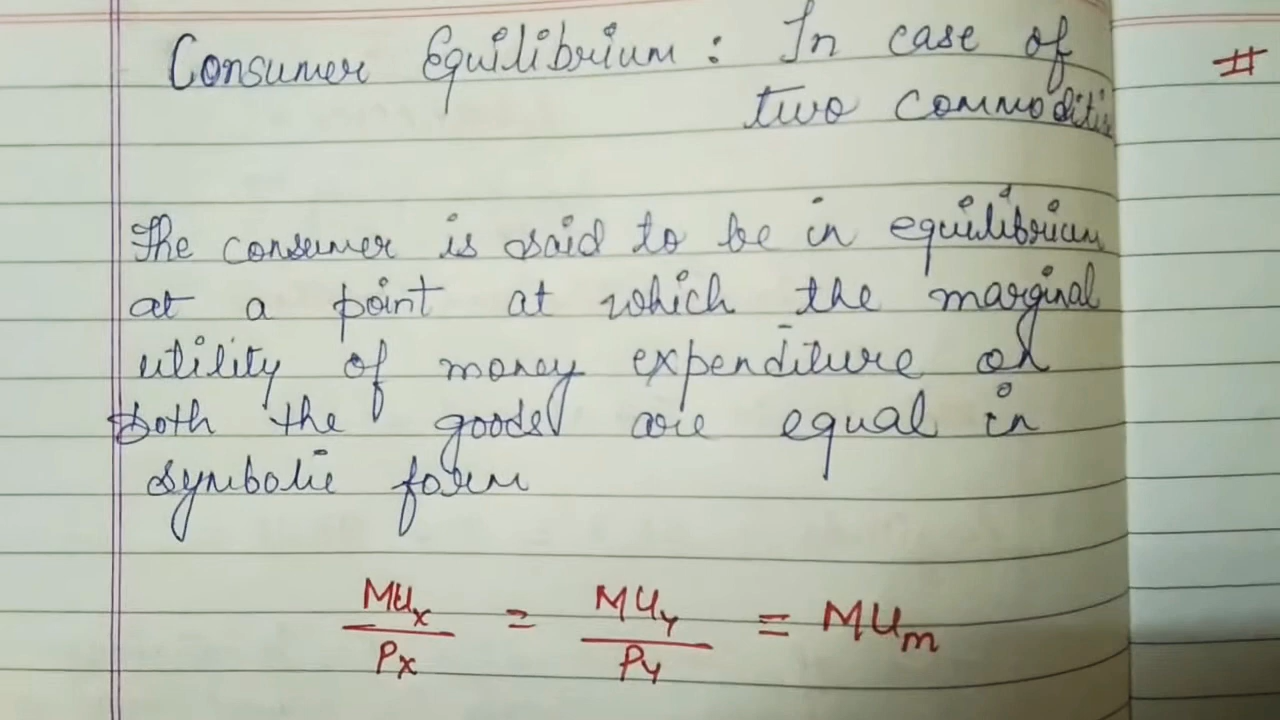 Consumer Equilibrium : In case of
two commoditi
#
The consumer is said to be in equilibrium
at a point at which the marginal
utility of money expenditure on
both the goods are equal in
symbolic form
MUx/Px = MUy/Py = MUm